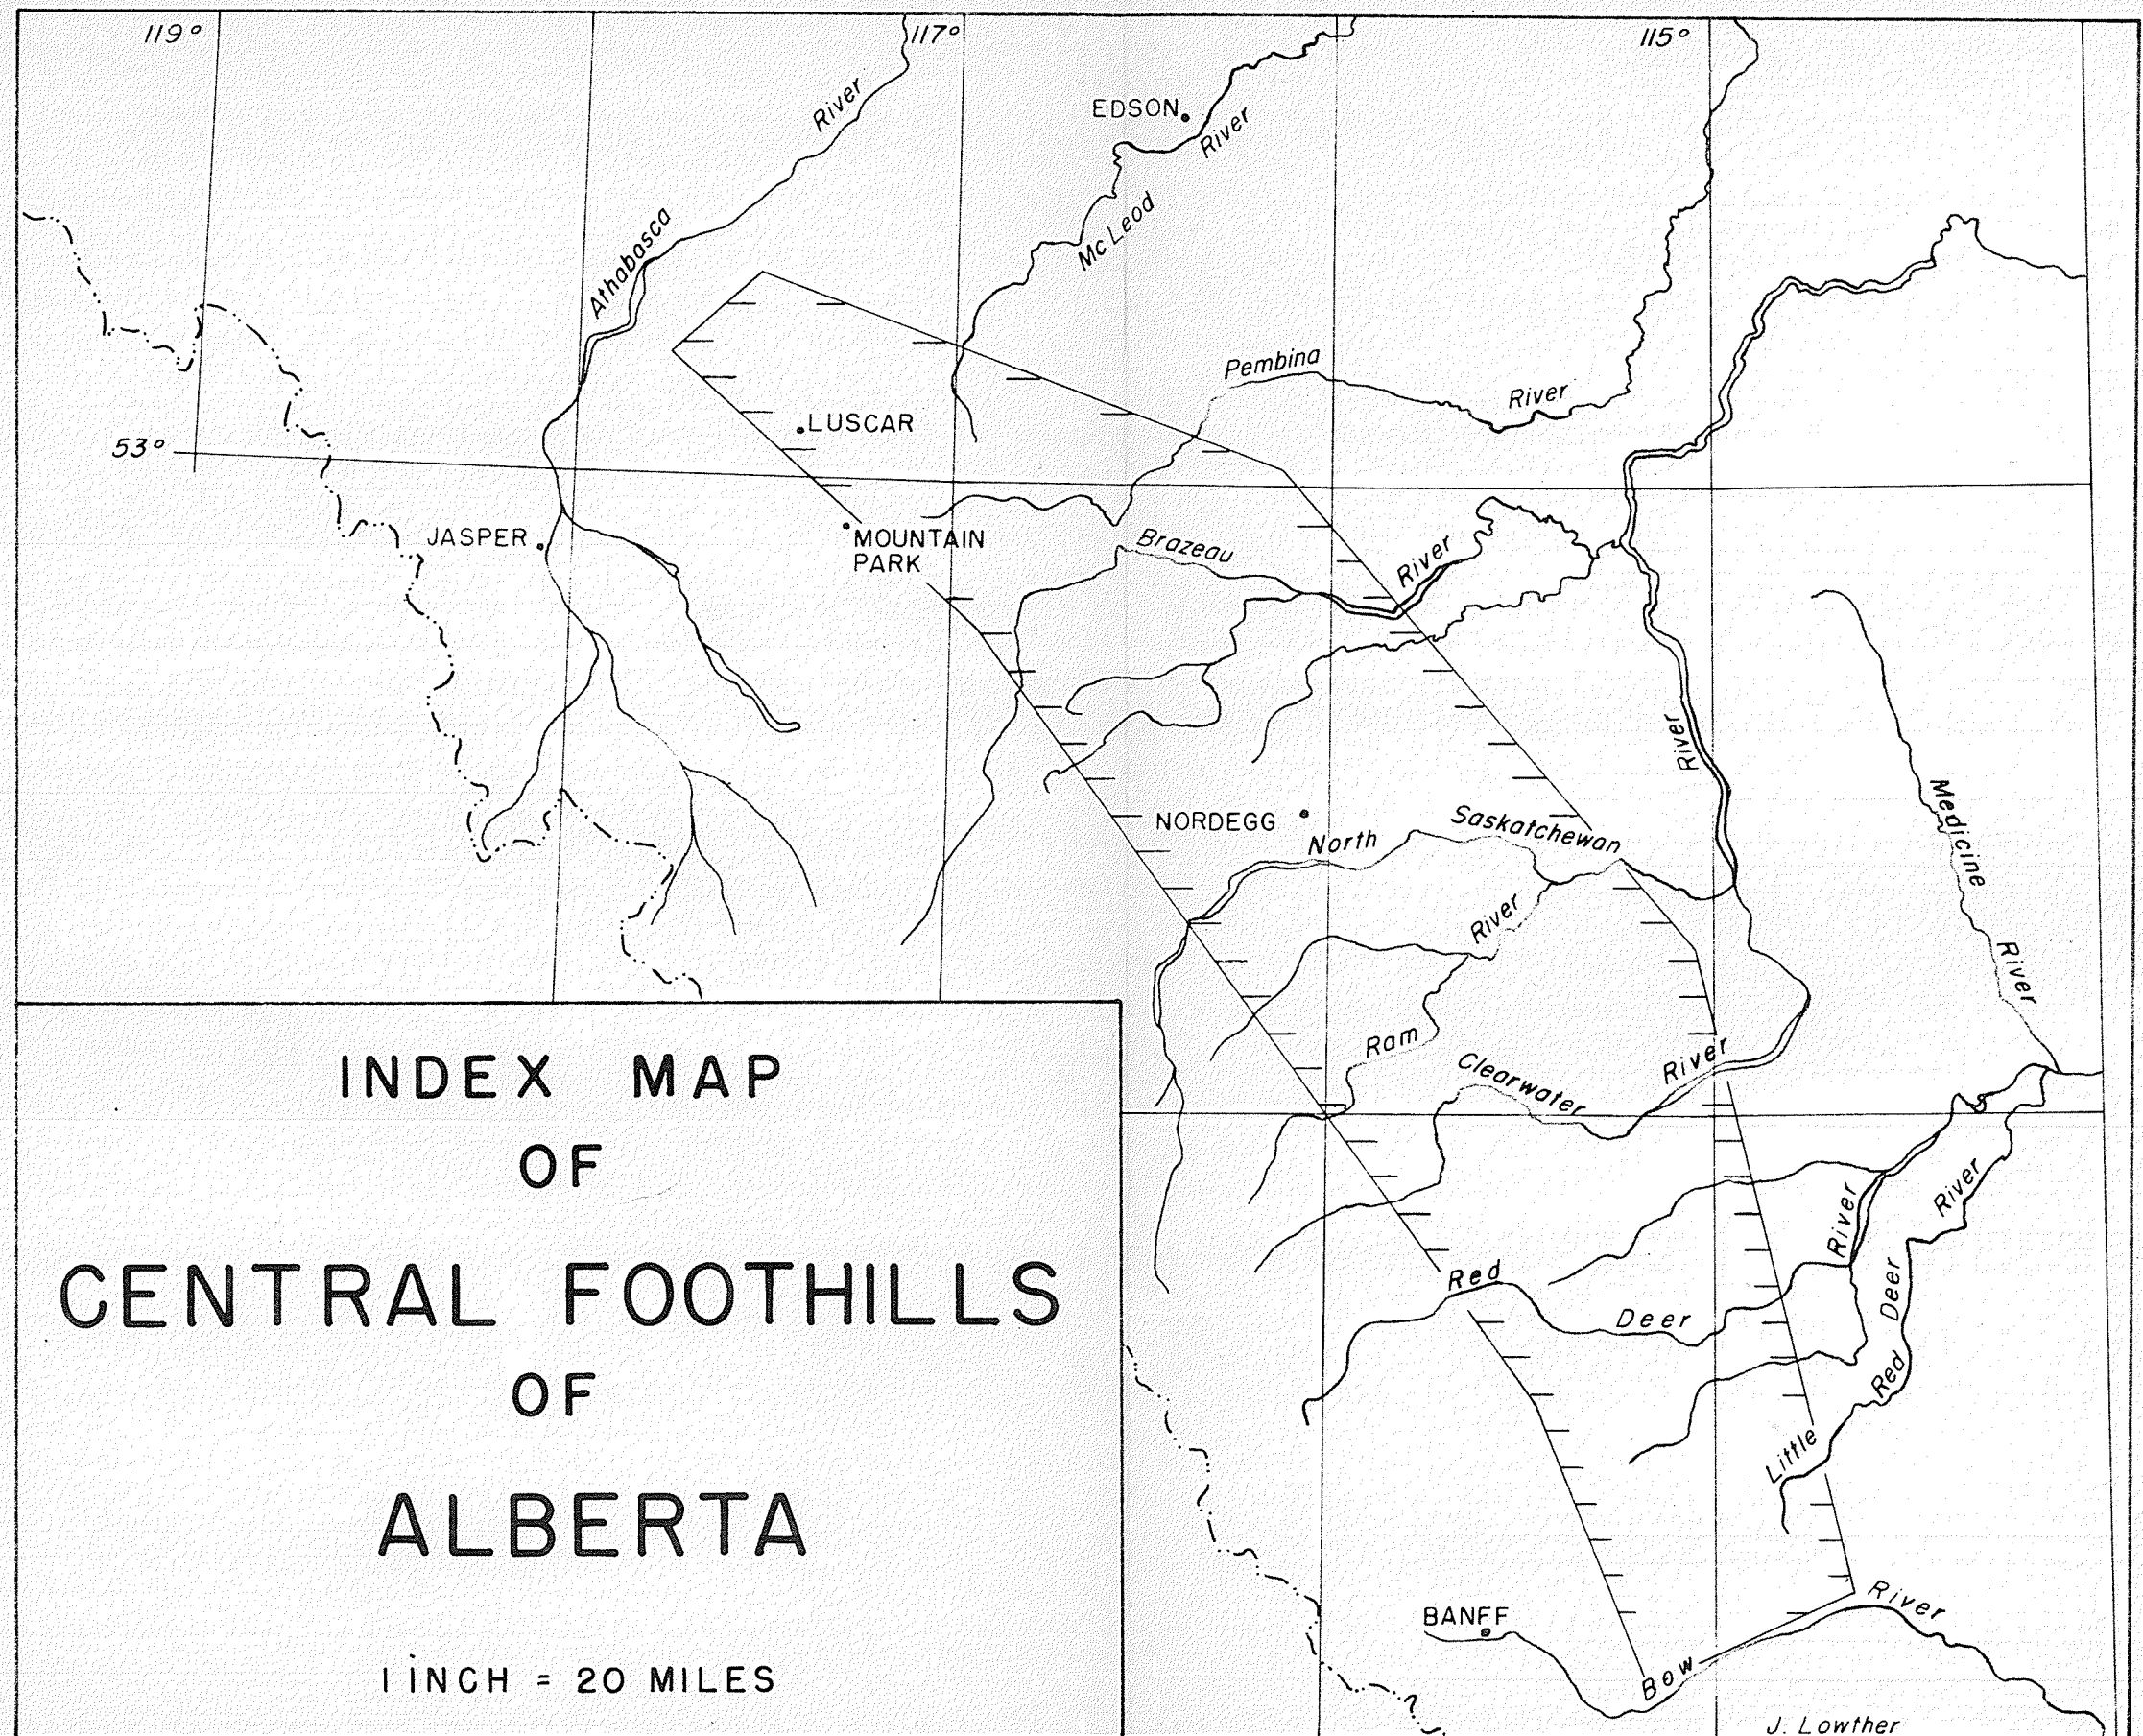 119°
117°
115°
EDSON
River
River
Athabasca
McLeod
Pembina
River
LUSCAR
53°
JASPER
MOUNTAIN
PARK
Brazeau
River
River
Medicine
River
NORDEGG
North
Saskatchewan
River
Ram
Clearwater
River
River
River
Red
Deer
Deer
Red
Little
BANFF
Bow
River
J. Lowther
INDEX MAP
OF
CENTRAL FOOTHILLS
OF
ALBERTA
1 INCH = 20 MILES